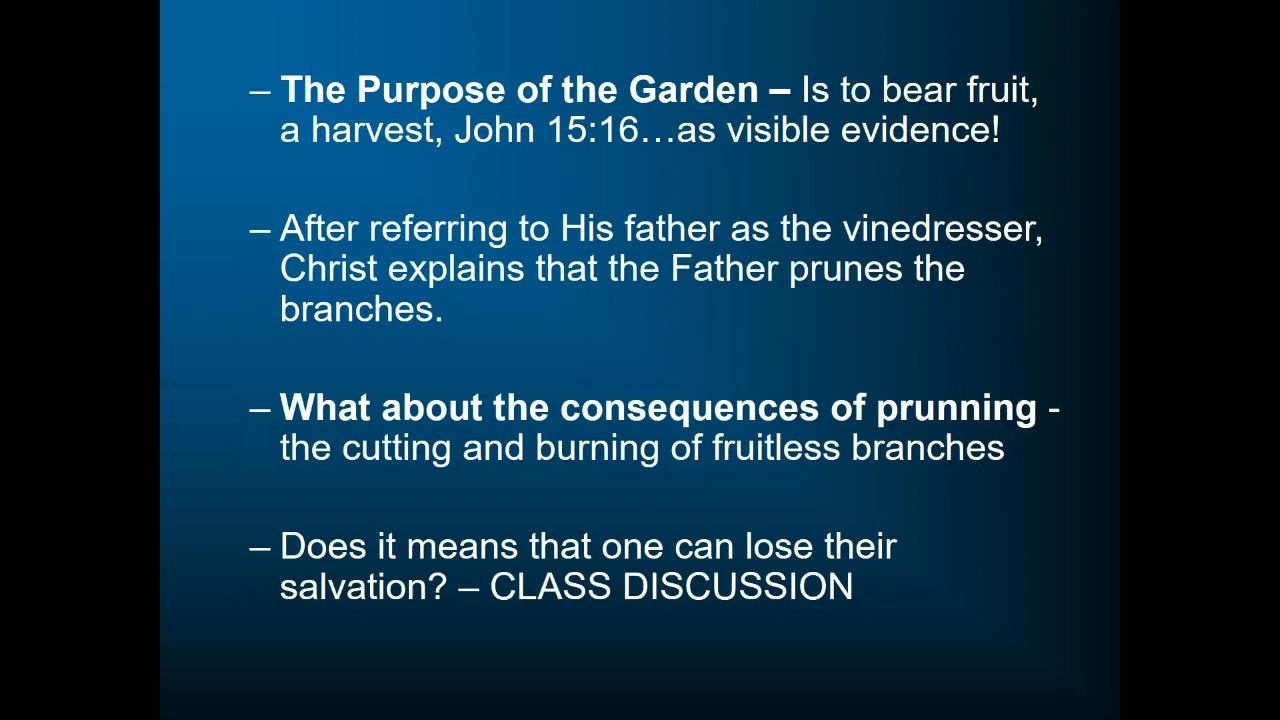 – The Purpose of the Garden – Is to bear fruit,
a harvest, John 15:16…as visible evidence!
– After referring to His father as the vinedresser,
Christ explains that the Father prunes the
branches.
– What about the consequences of prunning -
the cutting and burning of fruitless branches
– Does it means that one can lose their
salvation? – CLASS DISCUSSION